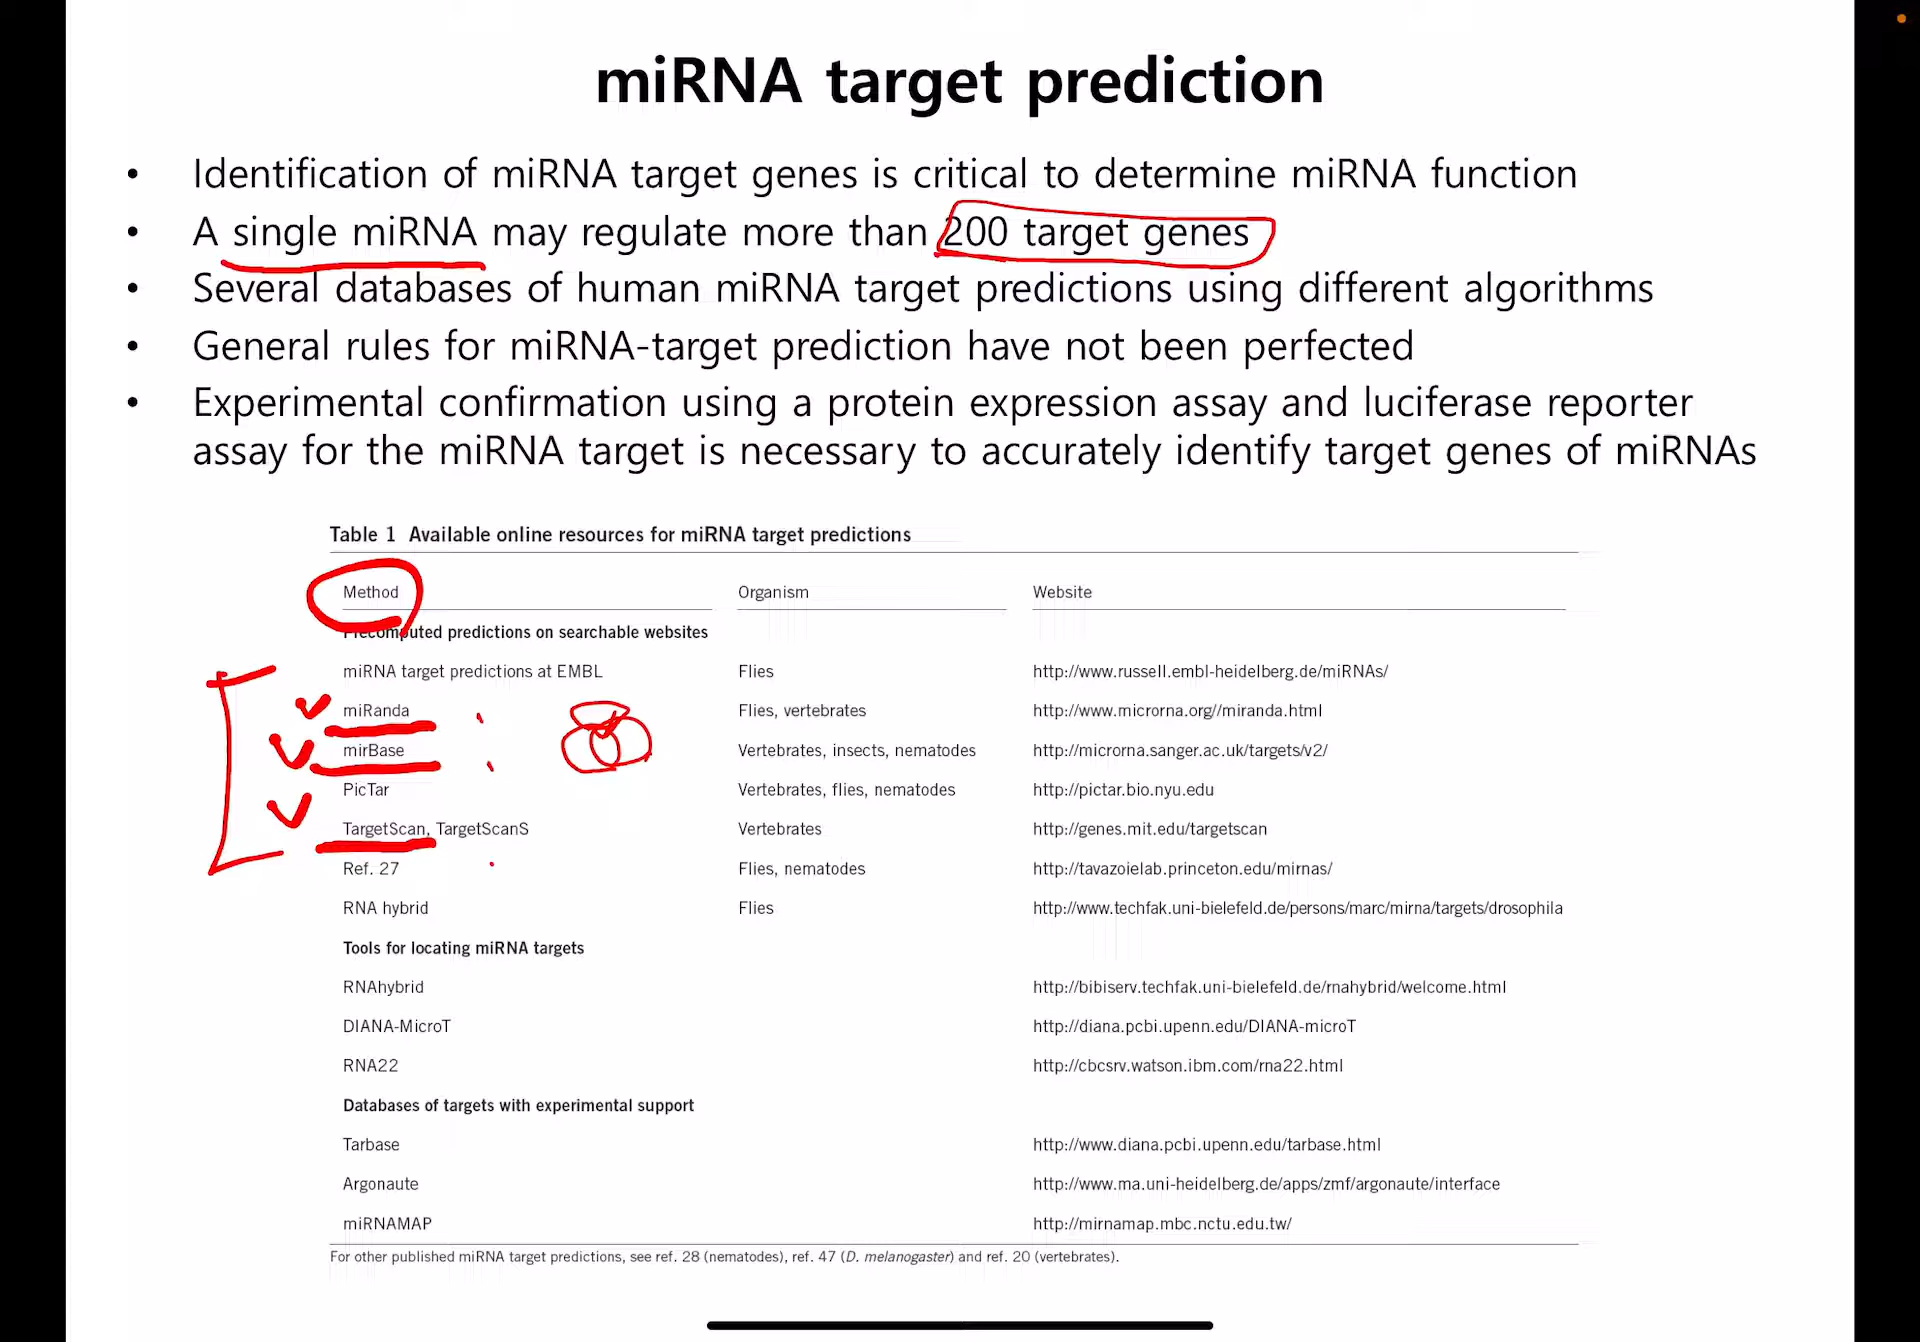 miRNA target prediction
• Identification of miRNA target genes is critical to determine miRNA function
• A single miRNA may regulate more than 200 target genes
• Several databases of human miRNA target predictions using different algorithms
• General rules for miRNA-target prediction have not been perfected
• Experimental confirmation using a protein expression assay and luciferase reporter
assay for the miRNA target is necessary to accurately identify target genes of miRNAs
Table 1 Available online resources for miRNA target predictions
Method Organism Website
Precomputed predictions on searchable websites
miRNA target predictions at EMBL Flies http://www.russell.embl-heidelberg.de/miRNAs/
miRanda Flies, vertebrates http://www.microrna.org//miranda.html
mirBase Vertebrates, insects, nematodes http://microrna.sanger.ac.uk/targets/v2/
PicTar Vertebrates, flies, nematodes http://pictar.bio.nyu.edu
TargetScan, TargetScanS Vertebrates http://genes.mit.edu/targetscan
Ref. 27 Flies, nematodes http://tavazoielab.princeton.edu/mirnas/
RNA hybrid Flies http://www.techfak.uni-bielefeld.de/persons/marc/mirna/targets/drosophila
Tools for locating miRNA targets
RNAhybrid http://bibiserv.techfak.uni-bielefeld.de/rnahybrid/welcome.html
DIANA-MicroT http://diana.pcbi.upenn.edu/DIANA-microT
RNA22 http://cbcsrv.watson.ibm.com/rna22.html
Databases of targets with experimental support
Tarbase http://www.diana.pcbi.upenn.edu/tarbase.html
Argonaute http://www.ma.uni-heidelberg.de/apps/zmf/argonaute/interface
miRNAMAP http://mirnamap.mbc.nctu.edu.tw/
For other published miRNA target predictions, see ref. 28 (nematodes), ref. 47 (D. melanogaster) and ref. 20 (vertebrates).